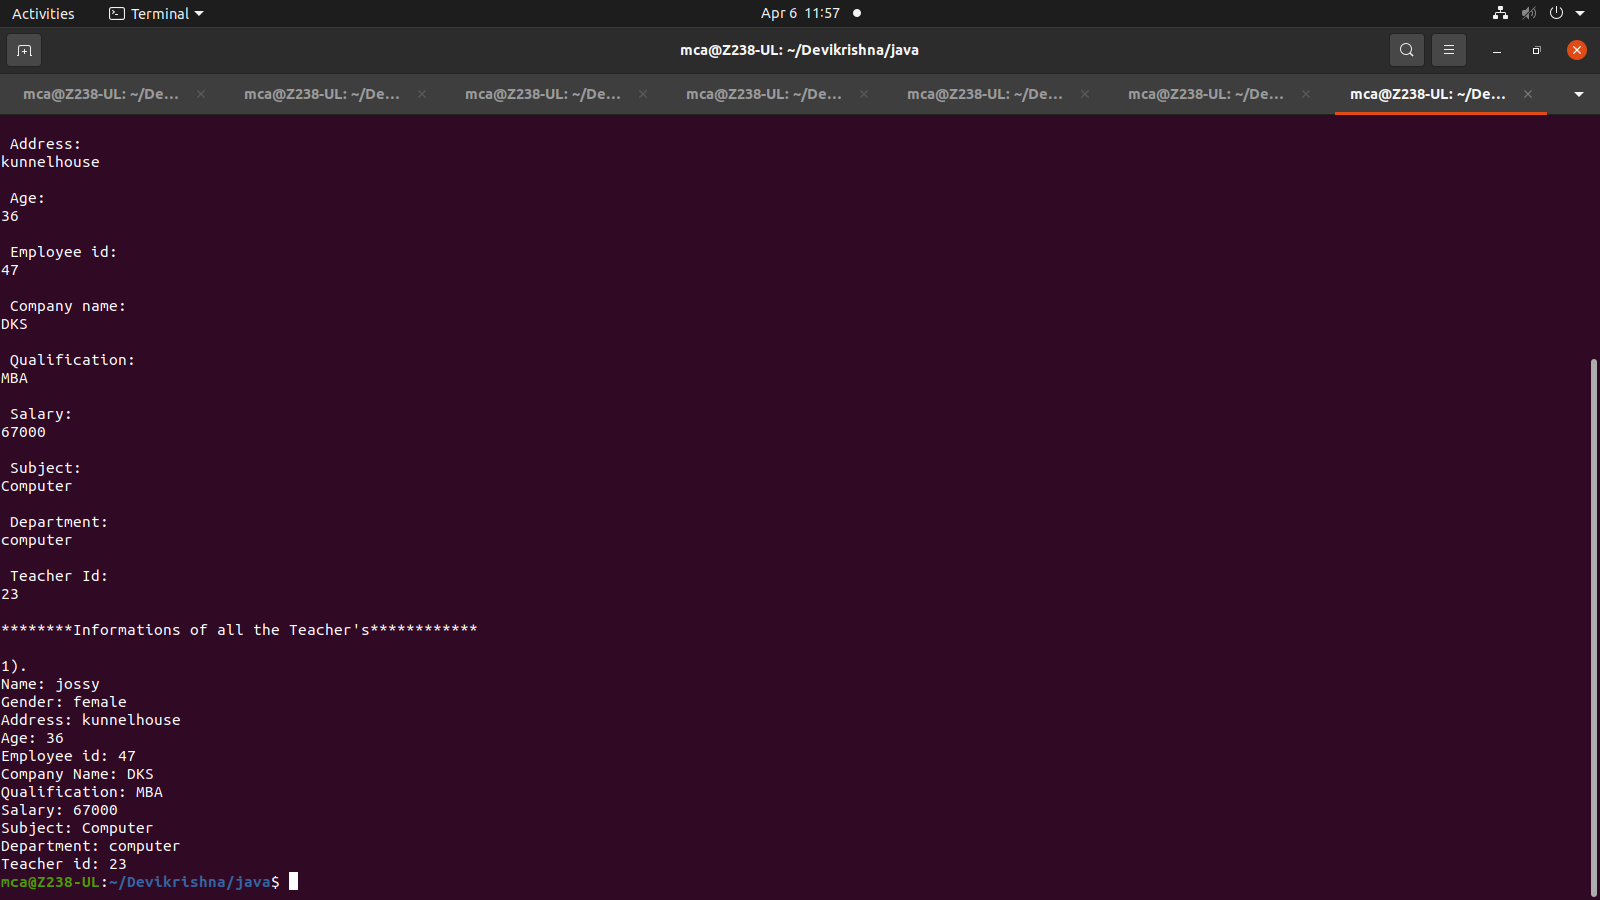 Activities
Terminal
Apr 6 11:57
mca@Z238-UL: ~/Devikrishna/java
mca@Z238-UL: ~/De...
mca@Z238-UL: ~/De...
mca@Z238-UL: ~/De...
mca@Z238-UL: ~/De...
mca@Z238-UL: ~/De...
mca@Z238-UL: ~/De...
mca@Z238-UL: ~/De...
Address:
kunnelhouse
Age:
36
Employee id:
47
Company name:
DKS
Qualification:
MBA
Salary:
67000
Subject:
Computer
Department:
computer
Teacher Id:
23
********Informations of all the Teacher's************
1).
Name: jossy
Gender: female
Address: kunnelhouse
Age: 36
Employee id: 47
Company Name: DKS
Qualification: MBA
Salary: 67000
Subject: Computer
Department: computer
Teacher id: 23
mca@Z238-UL:~/Devikrishna/java$